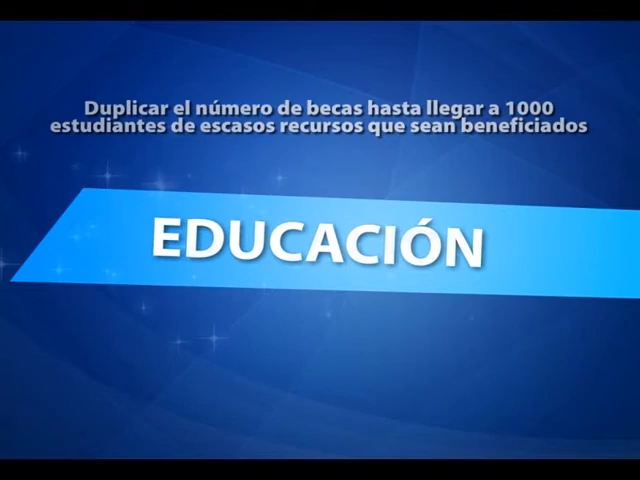 Duplicar el número de becas hasta llegar a 1000
estudiantes de escasos recursos que sean beneficiados
EDUCACIÓN